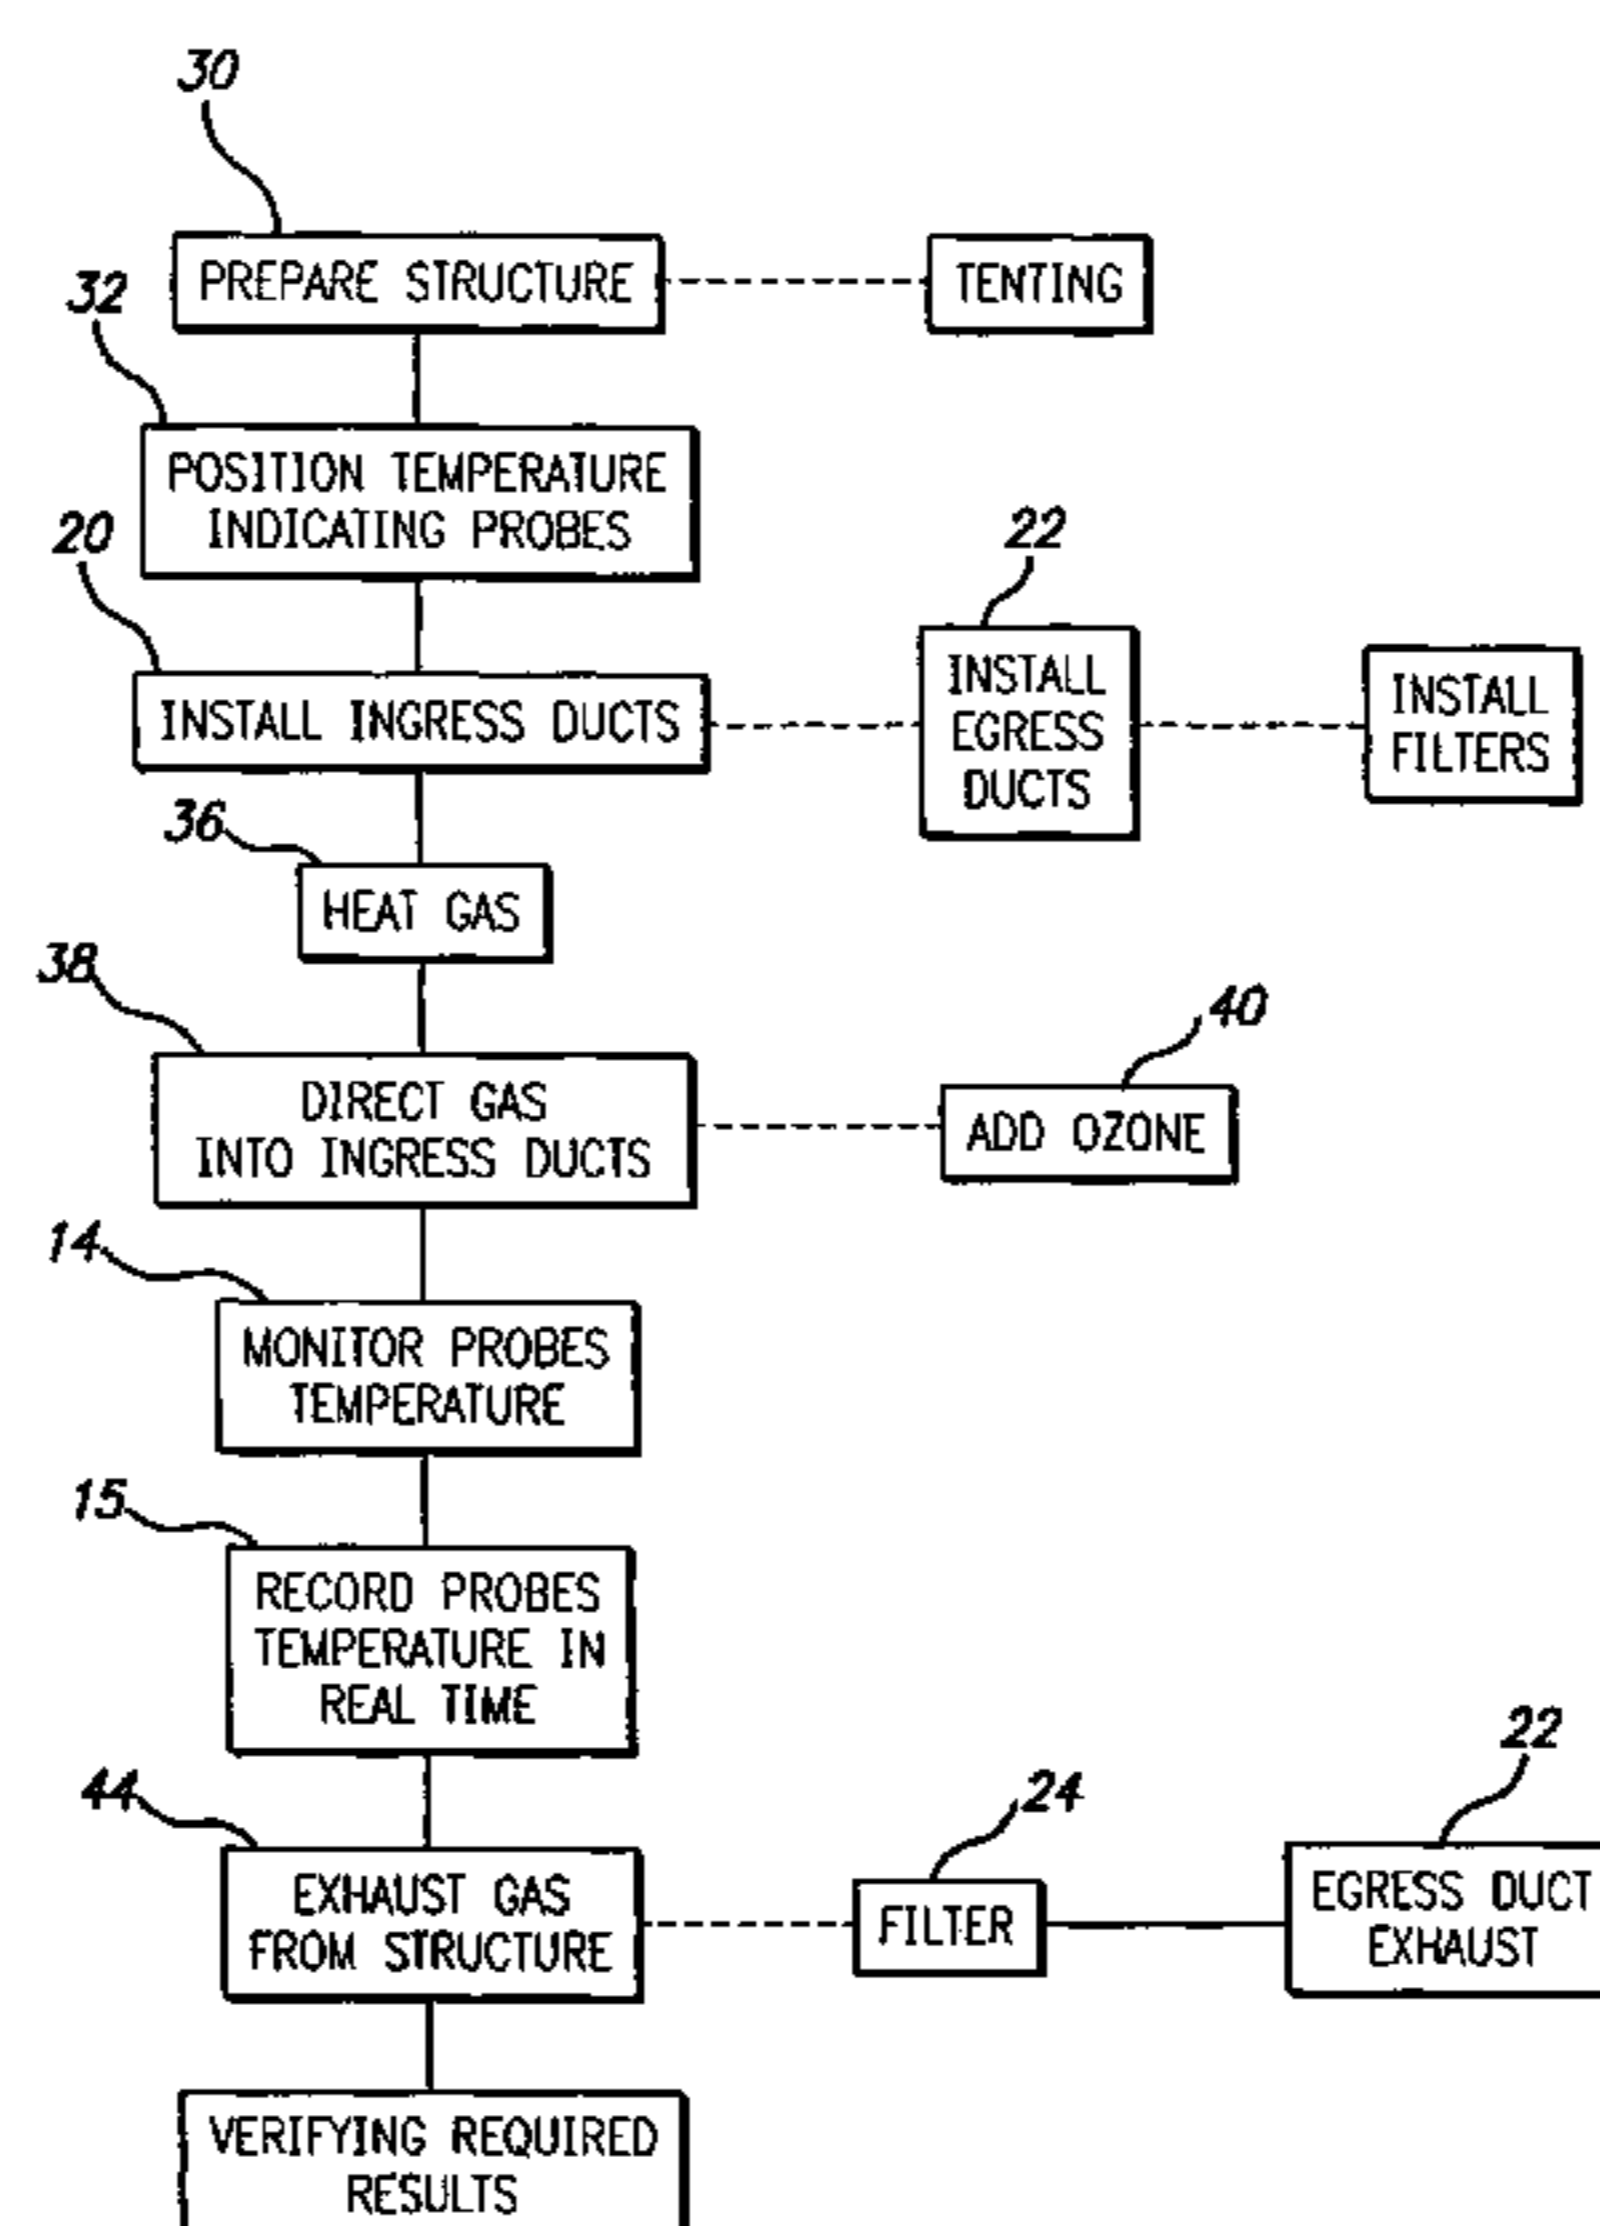 30
PREPARE STRUCTURE
TENTING
32
POSITION TEMPERATURE
INDICATING PROBES
20
INSTALL INGRESS DUCTS
22
INSTALL
EGRESS
DUCTS
INSTALL
FILTERS
36
HEAT GAS
38
DIRECT GAS
INTO INGRESS DUCTS
40
ADD OZONE
14
MONITOR PROBES
TEMPERATURE
15
RECORD PROBES
TEMPERATURE IN
REAL TIME
44
EXHAUST GAS
FROM STRUCTURE
24
FILTER
22
EGRESS DUCT
EXHAUST
VERIFYING REQUIRED
RESULTS